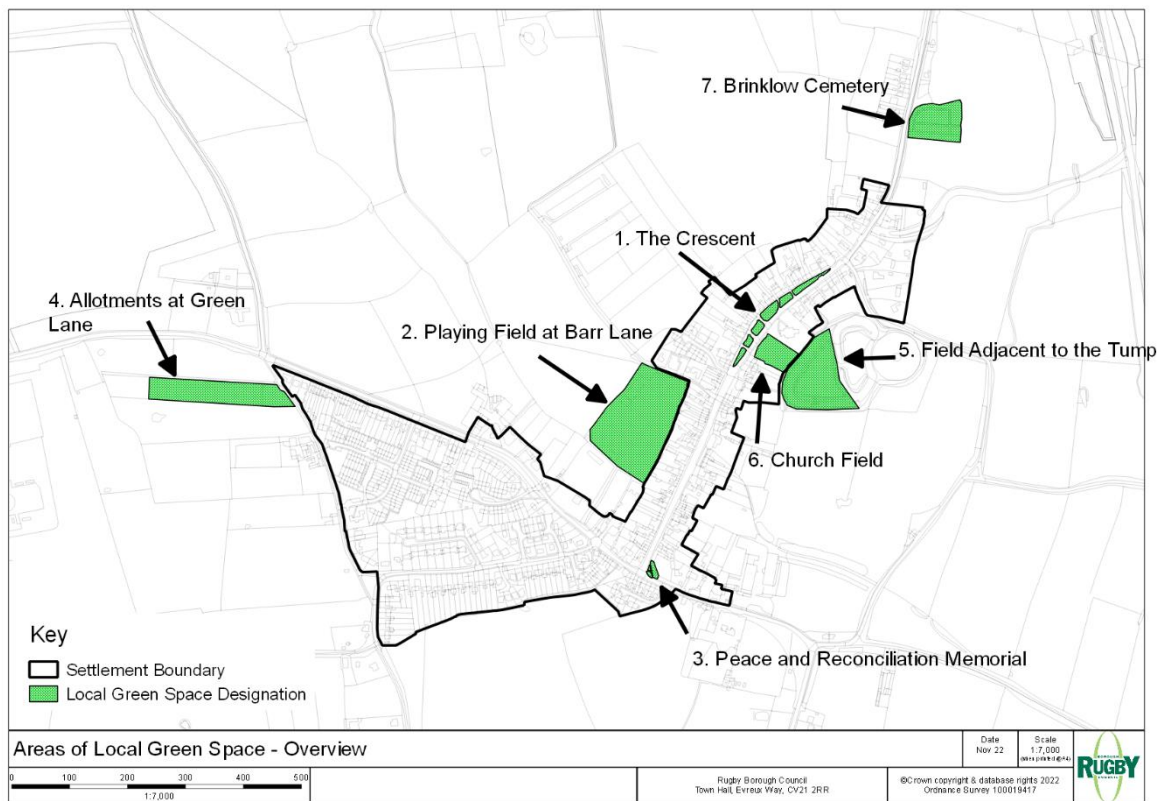 7. Brinklow Cemetery
1. The Crescent
4. Allotments at Green
Lane
2. Playing Field at Barr Lane
5. Field Adjacent to the Tump
6. Church Field
3. Peace and Reconciliation Memorial
Key
Settlement Boundary
Local Green Space Designation
Areas of Local Green Space - Overview
Date
Nov 22
Scale
1:7,000
(when printed @A4)
0 100 200 300 400 500
1:7,000
Rugby Borough Council
Town Hall, Evreux Way, CV21 2RR
©Crown copyright & database rights 2022
Ordnance Survey 100019417
RUGBY